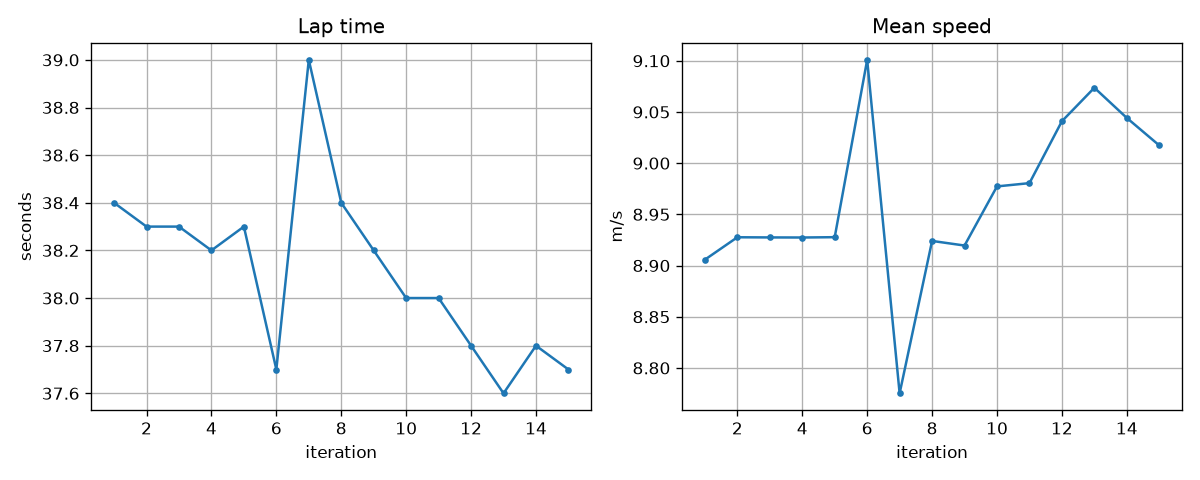 Lap time
39.0
38.8
38.6
38.4
38.2
38.0
37.8
37.6
seconds
2 4 6 8 10 12 14
iteration
Mean speed
9.10
9.05
9.00
8.95
8.90
8.85
8.80
m/s
2 4 6 8 10 12 14
iteration